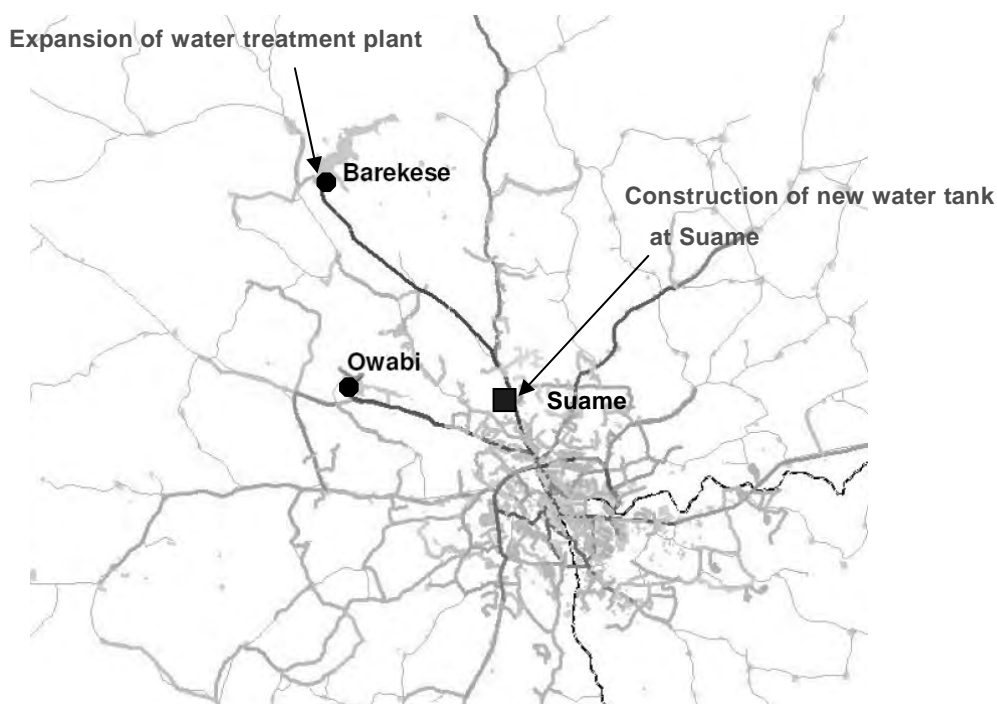 Expansion of water treatment plant
Barekese
Construction of new water tank
at Suame
Owabi
Suame